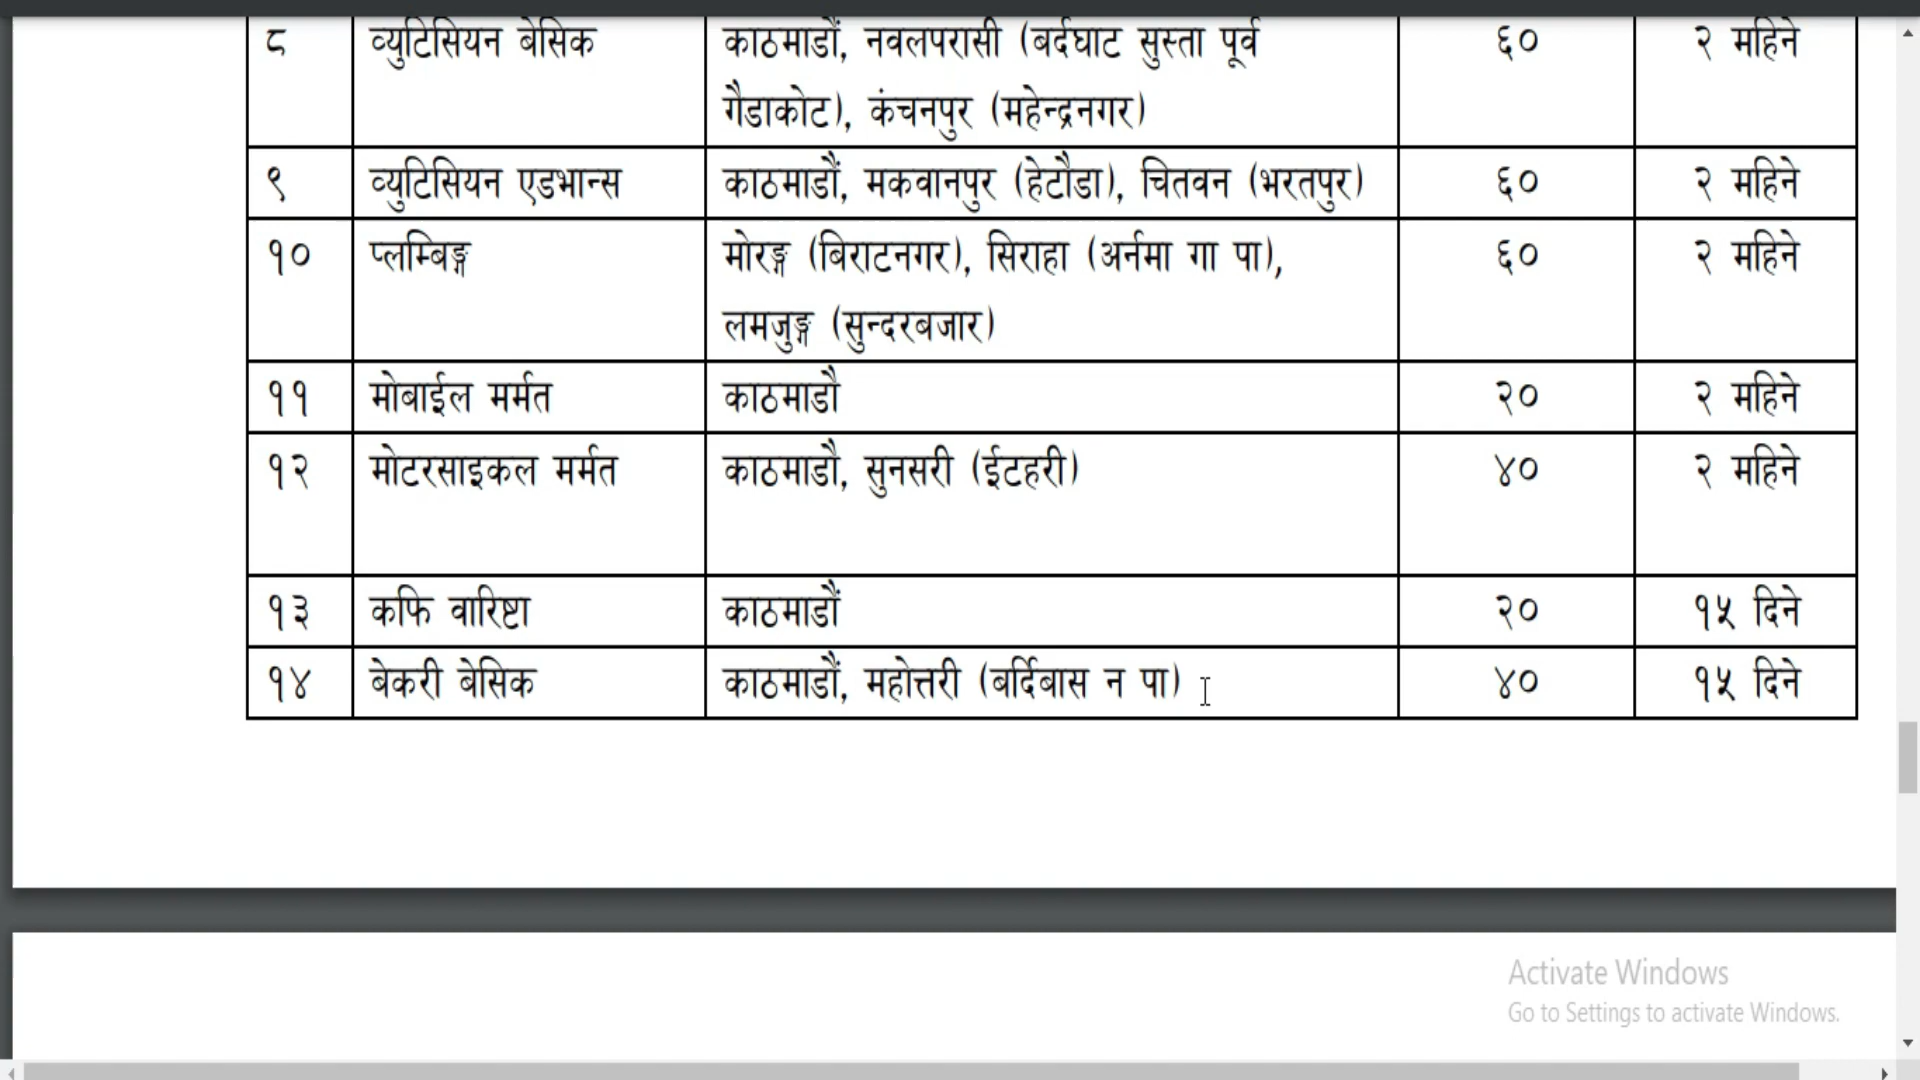 ८ व्युटिसियन बेसिक काठमाडौं, नवलपरासी (बर्दघाट सुस्ता पूर्व ६० २ महिने
गैडाकोट), कंचनपुर (महेन्द्रनगर)
९ व्युटिसियन एडभान्स काठमाडौं, मकवानपुर (हेटौडा), चितवन (भरतपुर) ६० २ महिने
१० प्लम्बिङ्ग मोरङ्ग (बिराटनगर), सिराहा (अर्नमा गा पा), ६० २ महिने
लमजुङ्ग (सुन्दरबजार)
११ मोबाईल मर्मत काठमाडौ २० २ महिने
१२ मोटरसाइकल मर्मत काठमाडौ, सुनसरी (ईटहरी) ४० २ महिने
१३ कफि वारिष्टा काठमाडौं २० १५ दिने
१४ बेकरी बेसिक काठमाडौं, महोत्तरी (बर्दिबास न पा) ४० १५ दिने
Activate Windows
Go to Settings to activate Windows.